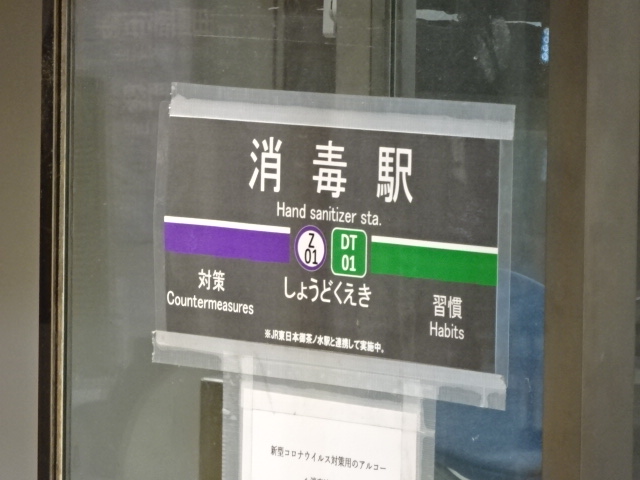 消毒駅
Hand sanitizer sta.
Z 01
DT 01
しょうどくえき
対策
Countermeasures
習慣
Habits
※JR東日本御茶ノ水駅と連携して実施中。
新型コロナウイルス対策用のアルコー